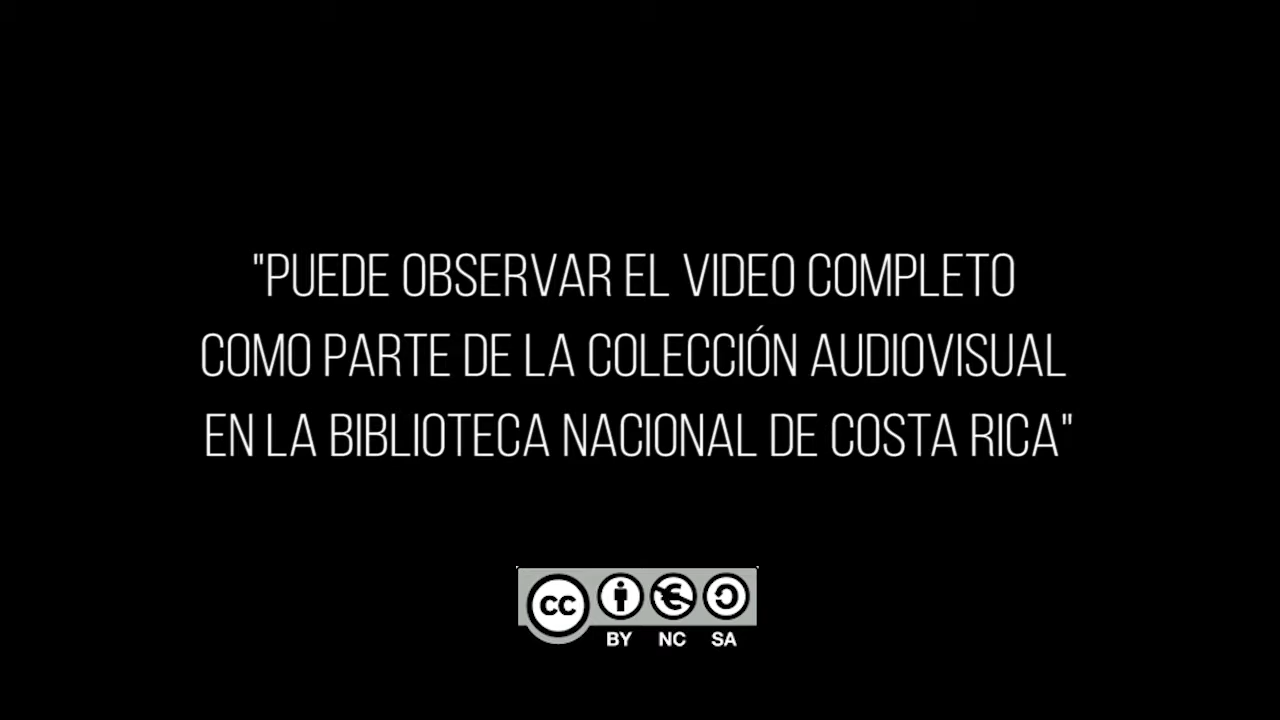 "PUEDE OBSERVAR EL VIDEO COMPLETO
COMO PARTE DE LA COLECCIÓN AUDIOVISUAL
EN LA BIBLIOTECA NACIONAL DE COSTA RICA"
CC
BY NC SA